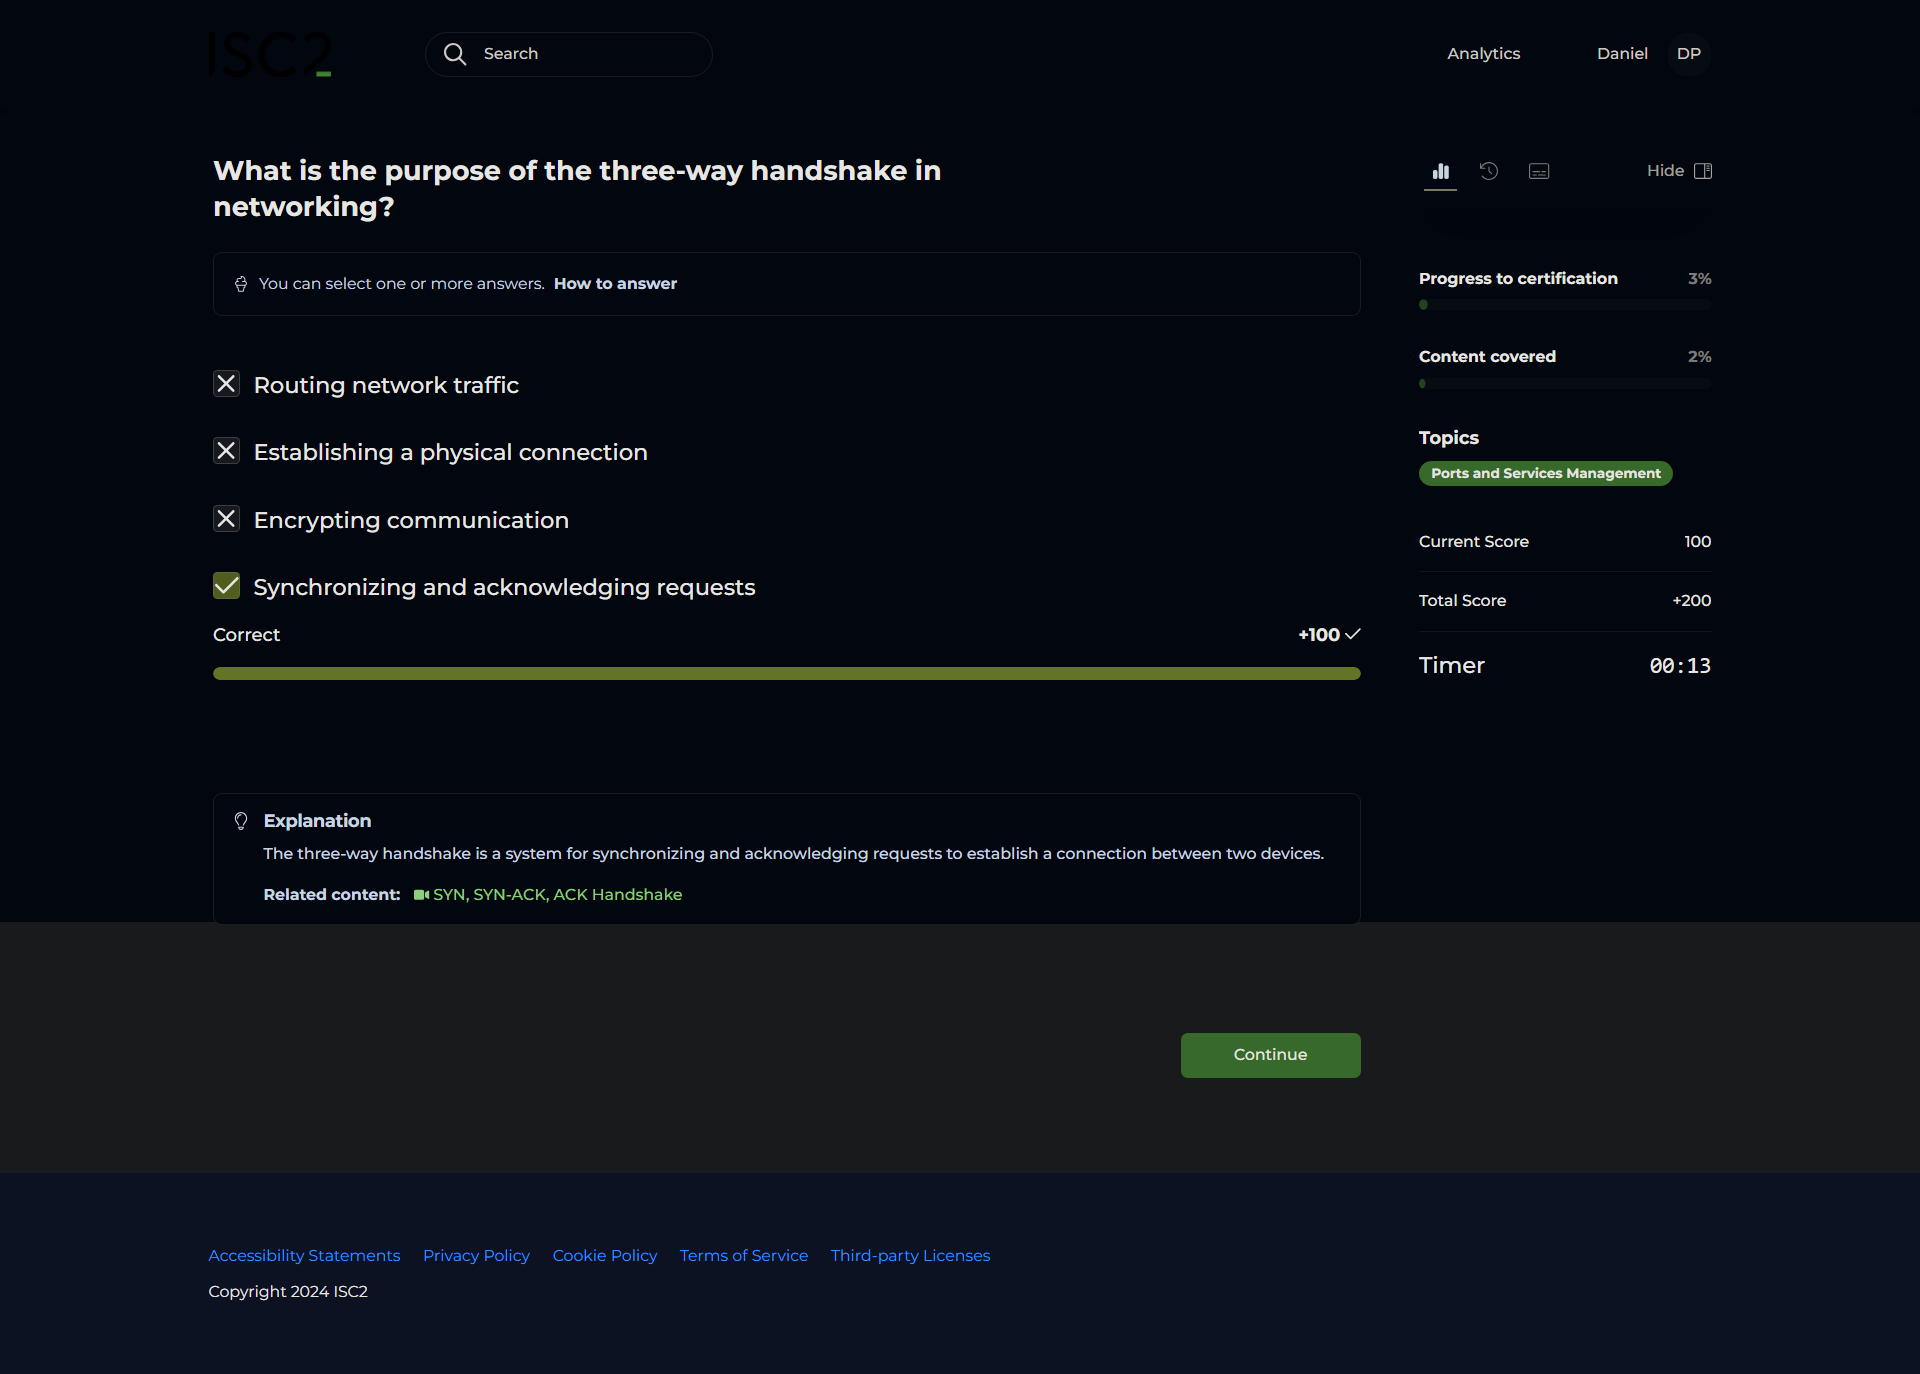 ISC2
Search
Analytics
Daniel
DP
What is the purpose of the three-way handshake in
networking?
Hide
You can select one or more answers. How to answer
Routing network traffic
Establishing a physical connection
Encrypting communication
Synchronizing and acknowledging requests
Correct
+100
Progress to certification
3%
Content covered
2%
Topics
Ports and Services Management
Current Score
100
Total Score
+200
Timer
00:13
Explanation
The three-way handshake is a system for synchronizing and acknowledging requests to establish a connection between two devices.
Related content: SYN, SYN-ACK, ACK Handshake
Continue
Accessibility Statements Privacy Policy Cookie Policy Terms of Service Third-party Licenses
Copyright 2024 ISC2